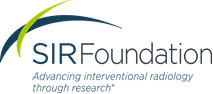 SIRFoundation
Advancing interventional radiology
through research®